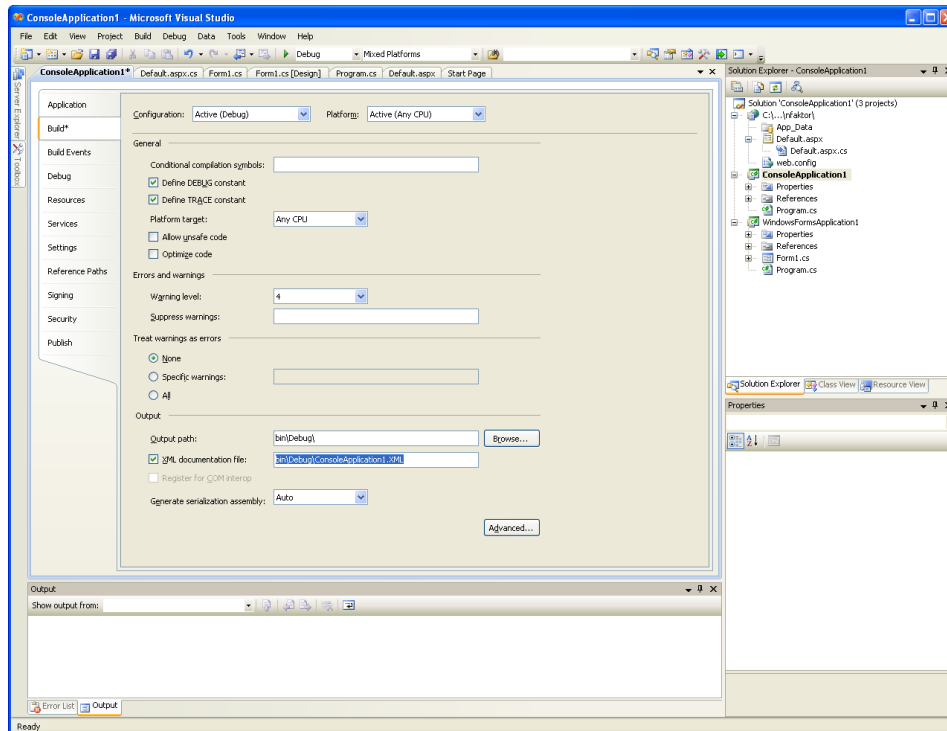 ConsoleApplication1 - Microsoft Visual Studio
File Edit View Project Build Debug Data Tools Window Help
Debug Mixed Platforms
Server Explorer
Toolbox
ConsoleApplication1* Default.aspx.cs Form1.cs Form1.cs [Design] Program.cs Default.aspx Start Page
Application
Build*
Build Events
Debug
Resources
Services
Settings
Reference Paths
Signing
Security
Publish
Configuration: Active (Debug) Platform: Active (Any CPU)
General
Conditional compilation symbols:
Define DEBUG constant
Define TRACE constant
Platform target: Any CPU
Allow unsafe code
Optimize code
Errors and warnings
Warning level: 4
Suppress warnings:
Treat warnings as errors
None
Specific warnings:
All
Output
Output path: bin\Debug\ Browse...
XML documentation file: bin\Debug\ConsoleApplication1.XML
Register for COM interop
Generate serialization assembly: Auto
Advanced...
Solution Explorer - ConsoleApplication1
Solution 'ConsoleApplication1' (3 projects)
C:\...\nfaktor\
App_Data
Default.aspx
Default.aspx.cs
web.config
ConsoleApplication1
Properties
References
Program.cs
WindowsFormsApplication1
Properties
References
Form1.cs
Program.cs
Solution Explorer Class View Resource View
Properties
Output
Show output from:
Error List Output
Ready